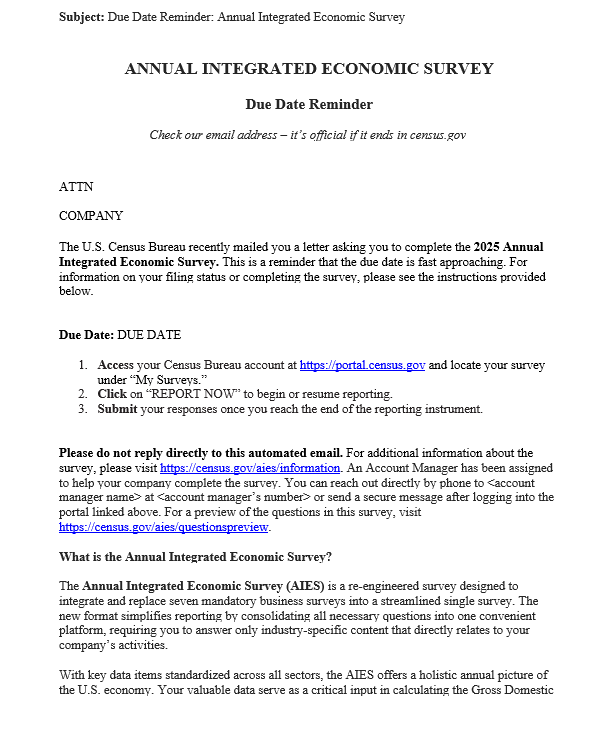 Subject: Due Date Reminder: Annual Integrated Economic Survey
ANNUAL INTEGRATED ECONOMIC SURVEY
Due Date Reminder
Check our email address – it’s official if it ends in census.gov
ATTN
COMPANY
The U.S. Census Bureau recently mailed you a letter asking you to complete the 2025 Annual
Integrated Economic Survey. This is a reminder that the due date is fast approaching. For
information on your filing status or completing the survey, please see the instructions provided
below.
Due Date: DUE DATE
1. Access your Census Bureau account at https://portal.census.gov and locate your survey
under “My Surveys.”
2. Click on “REPORT NOW” to begin or resume reporting.
3. Submit your responses once you reach the end of the reporting instrument.
Please do not reply directly to this automated email. For additional information about the
survey, please visit https://census.gov/aies/information. An Account Manager has been assigned
to help your company complete the survey. You can reach out directly by phone to <account
manager name> at <account manager’s number> or send a secure message after logging into the
portal linked above. For a preview of the questions in this survey, visit
https://census.gov/aies/questionspreview.
What is the Annual Integrated Economic Survey?
The Annual Integrated Economic Survey (AIES) is a re-engineered survey designed to
integrate and replace seven mandatory business surveys into a streamlined single survey. The
new format simplifies reporting by consolidating all necessary questions into one convenient
platform, requiring you to answer only industry-specific content that directly relates to your
company’s activities.
With key data items standardized across all sectors, the AIES offers a holistic annual picture of
the U.S. economy. Your valuable data serve as a critical input in calculating the Gross Domestic